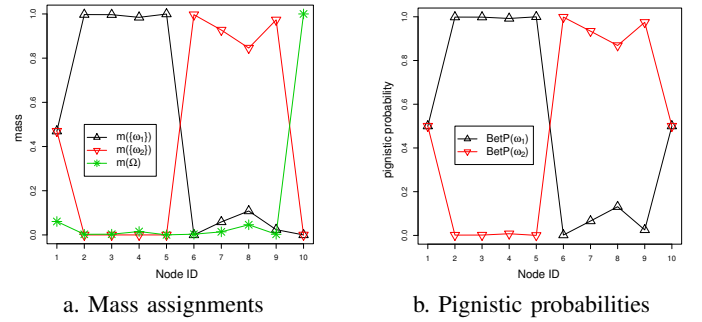 mass
1.0
0.8
0.6
0.4
0.2
0.0
m({ω1})
m({ω2})
m(Ω)
1 2 3 4 5 6 7 8 9 10
Node ID
a. Mass assignments
pignistic probability
1.0
0.8
0.6
0.4
0.2
0.0
BetP(ω1)
BetP(ω2)
1 2 3 4 5 6 7 8 9 10
Node ID
b. Pignistic probabilities